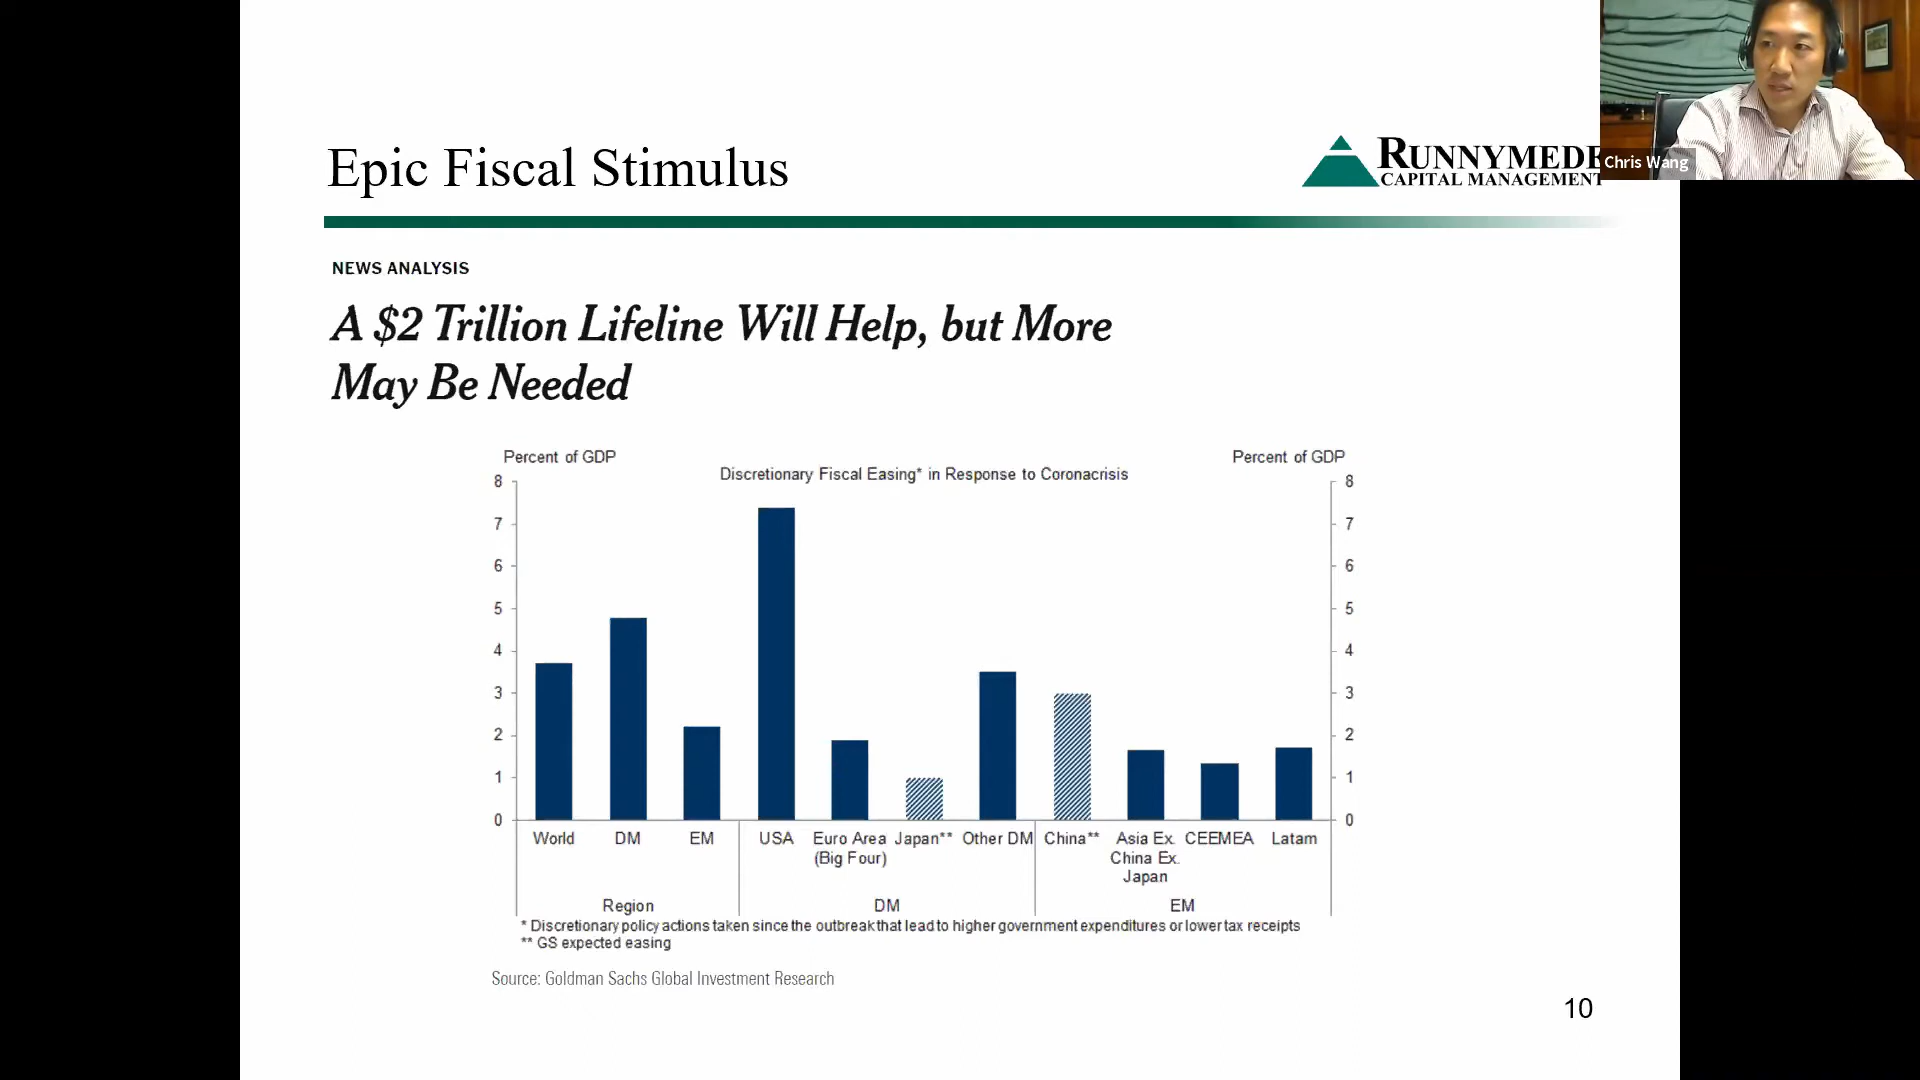 Epic Fiscal Stimulus
RUNNYMEDE
CAPITAL MANAGEMENT
Chris Wang
NEWS ANALYSIS
A $2 Trillion Lifeline Will Help, but More
May Be Needed
Percent of GDP
Percent of GDP
Discretionary Fiscal Easing* in Response to Coronacrisis
8
8
7
7
6
6
5
5
4
4
3
3
2
2
1
1
0
0
World DM EM USA Euro Area (Big Four) Japan** Other DM China** Asia Ex. China Ex. Japan CEEMEA Latam
Region DM EM
* Discretionary policy actions taken since the outbreak that lead to higher government expenditures or lower tax receipts
** GS expected easing
Source: Goldman Sachs Global Investment Research
10